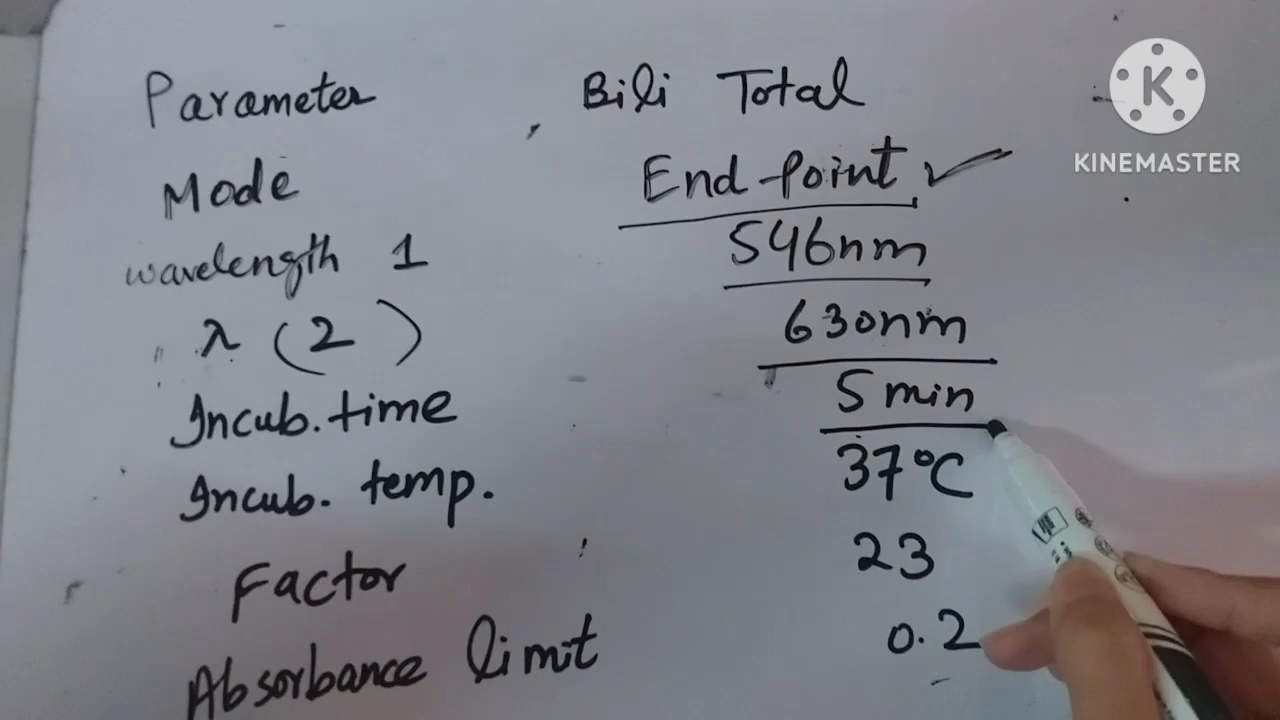 Parameter Bili Total
Mode End-point ✓
wavelength 1 546nm
λ (2) 630nm
Incub. time 5 min
Incub. temp. 37°C
Factor 23
Absorbance limit 0.2
K
KINEMASTER